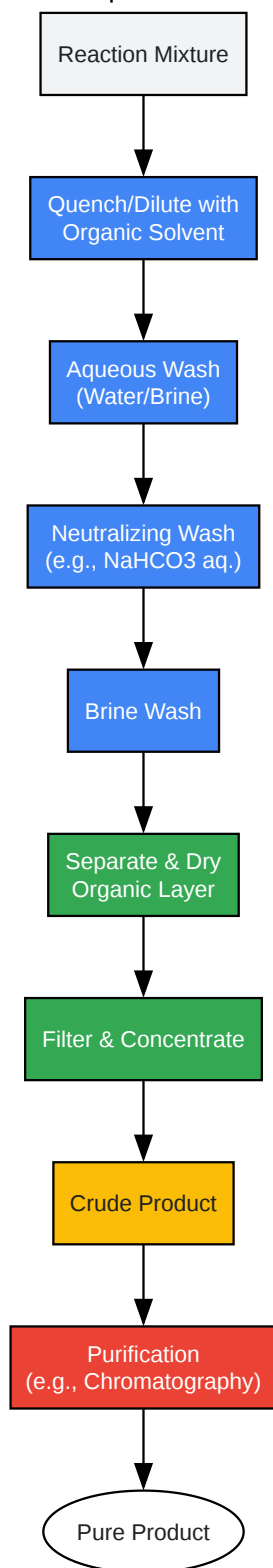 Reaction Mixture
Quench/Dilute with
Organic Solvent
Aqueous Wash
(Water/Brine)
Neutralizing Wash
(e.g., NaHCO3 aq.)
Brine Wash
Separate & Dry
Organic Layer
Filter & Concentrate
Crude Product
Purification
(e.g., Chromatography)
Pure Product